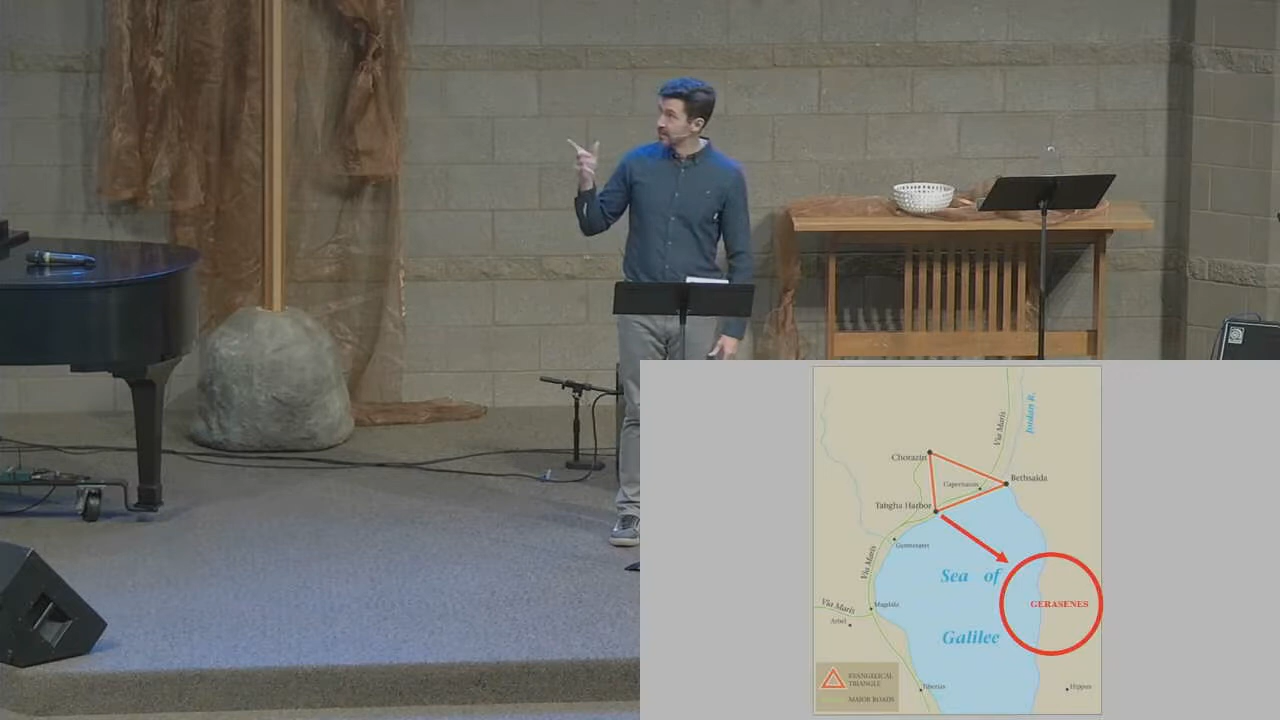 Jordan R.
Via Maris
Chorazin
Capernaum
Bethsaida
Tabgha Harbor
Gennesaret
Via Maris
Sea of
GERASENES
Via Maris
Magdala
Arbel
Galilee
EVANGELICAL
TRIANGLE
MAJOR ROADS
Tiberias
Hippus